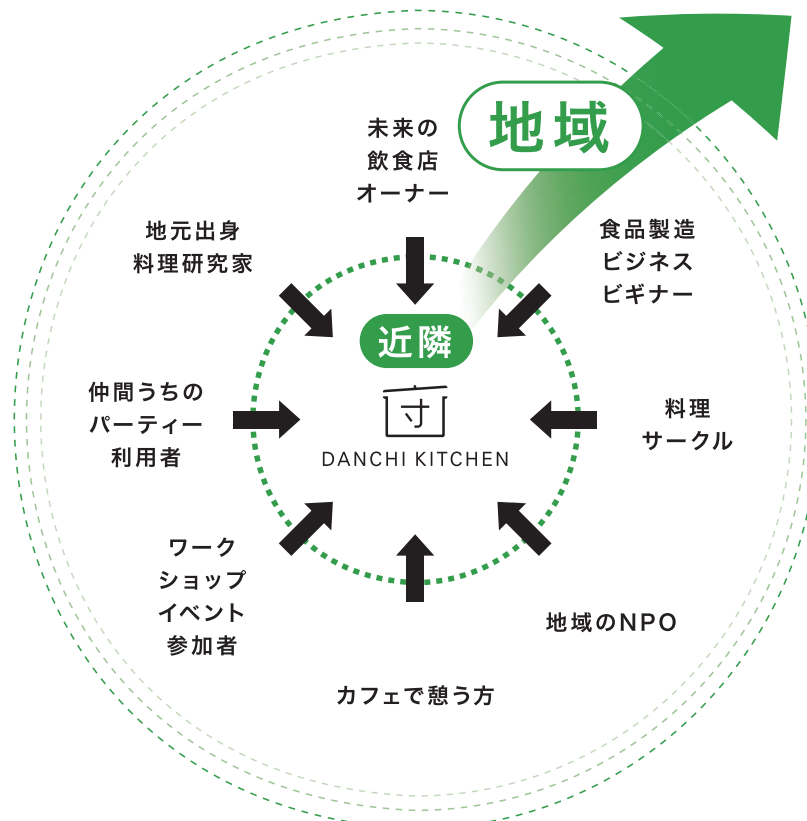 地域
未来の
飲食店
オーナー
地元出身
料理研究家
食品製造
ビジネス
ビギナー
近隣
仲間うちの
パーティー
利用者
料理
サークル
DANCHI KITCHEN
ワーク
ショップ
イベント
参加者
地域のNPO
カフェで憩う方